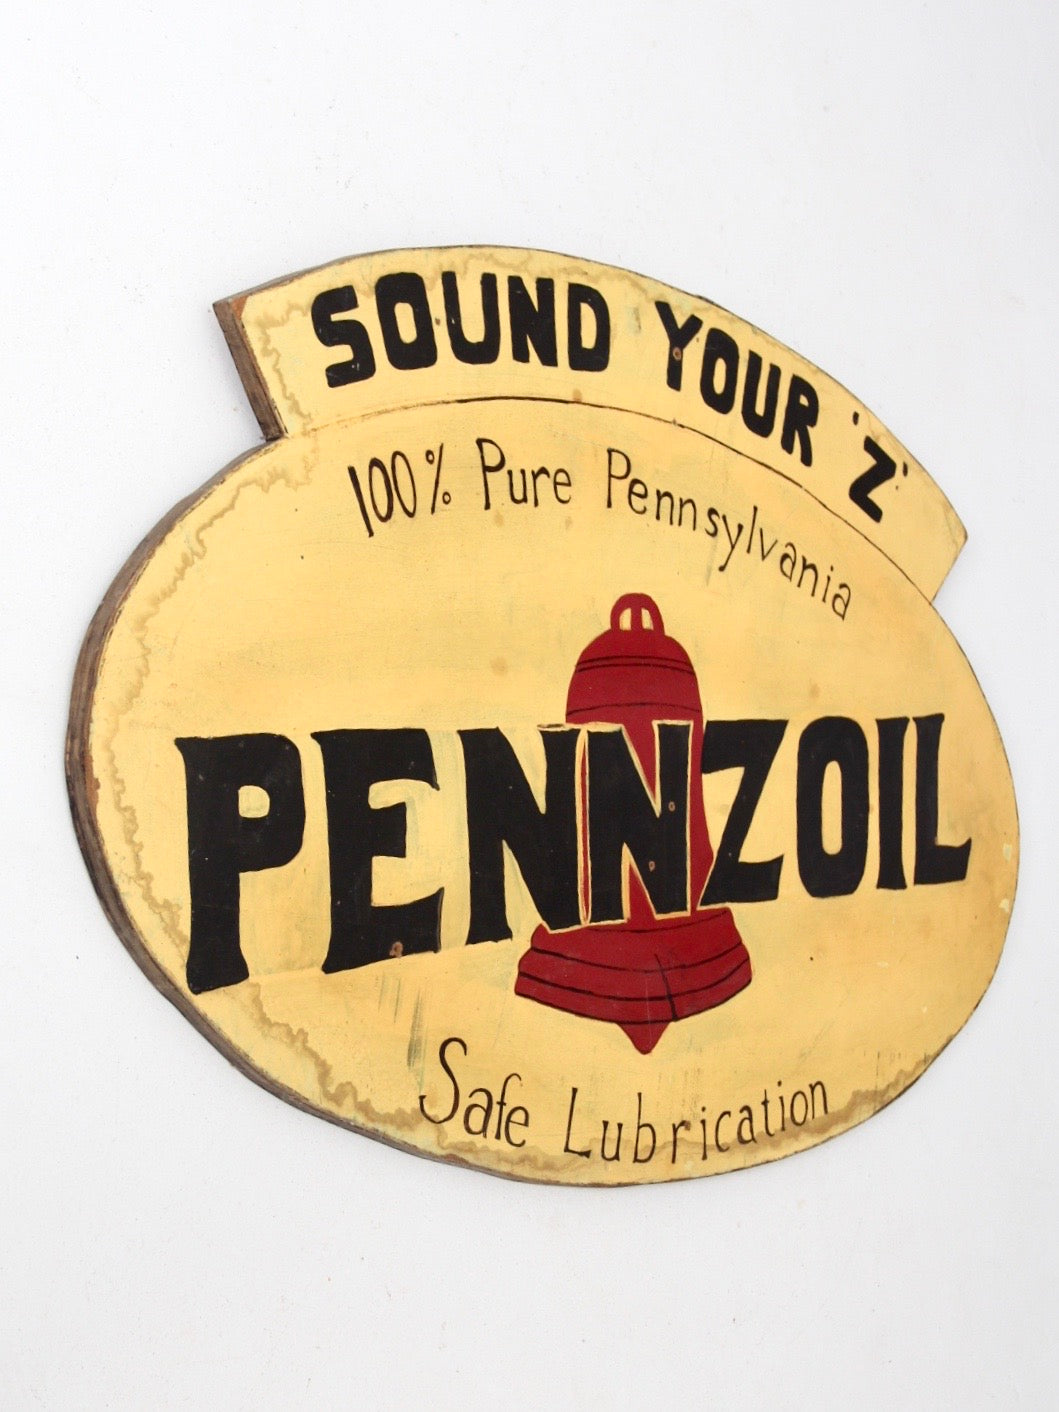 SOUND YOUR 'Z'
100% Pure Pennsylvania
PENNZOIL
Safe Lubrication